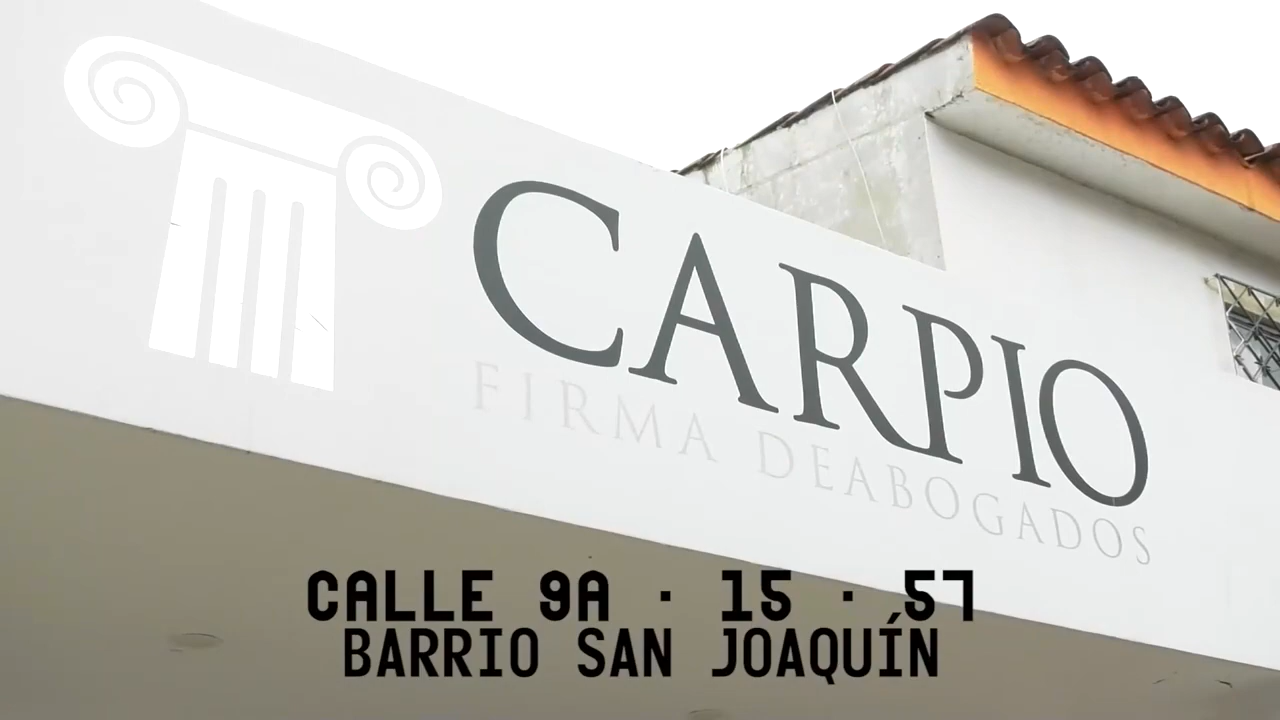 CARPIO
FIRMA DEABOGADOS
CALLE 9A · 15 · 57
BARRIO SAN JOAQUÍN